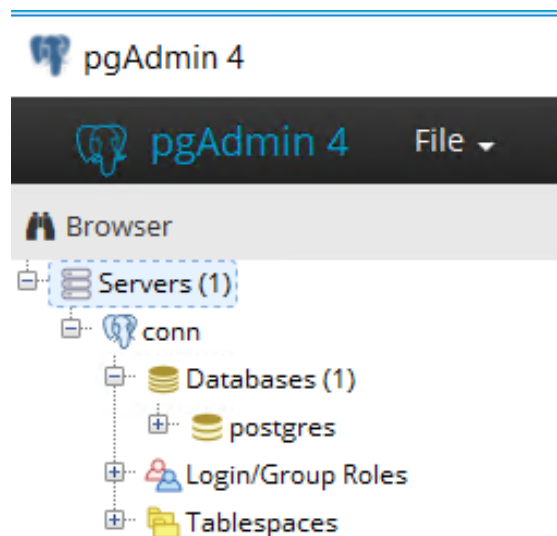 pgAdmin 4
pgAdmin 4 File
Browser
Servers (1)
conn
Databases (1)
postgres
Login/Group Roles
Tablespaces